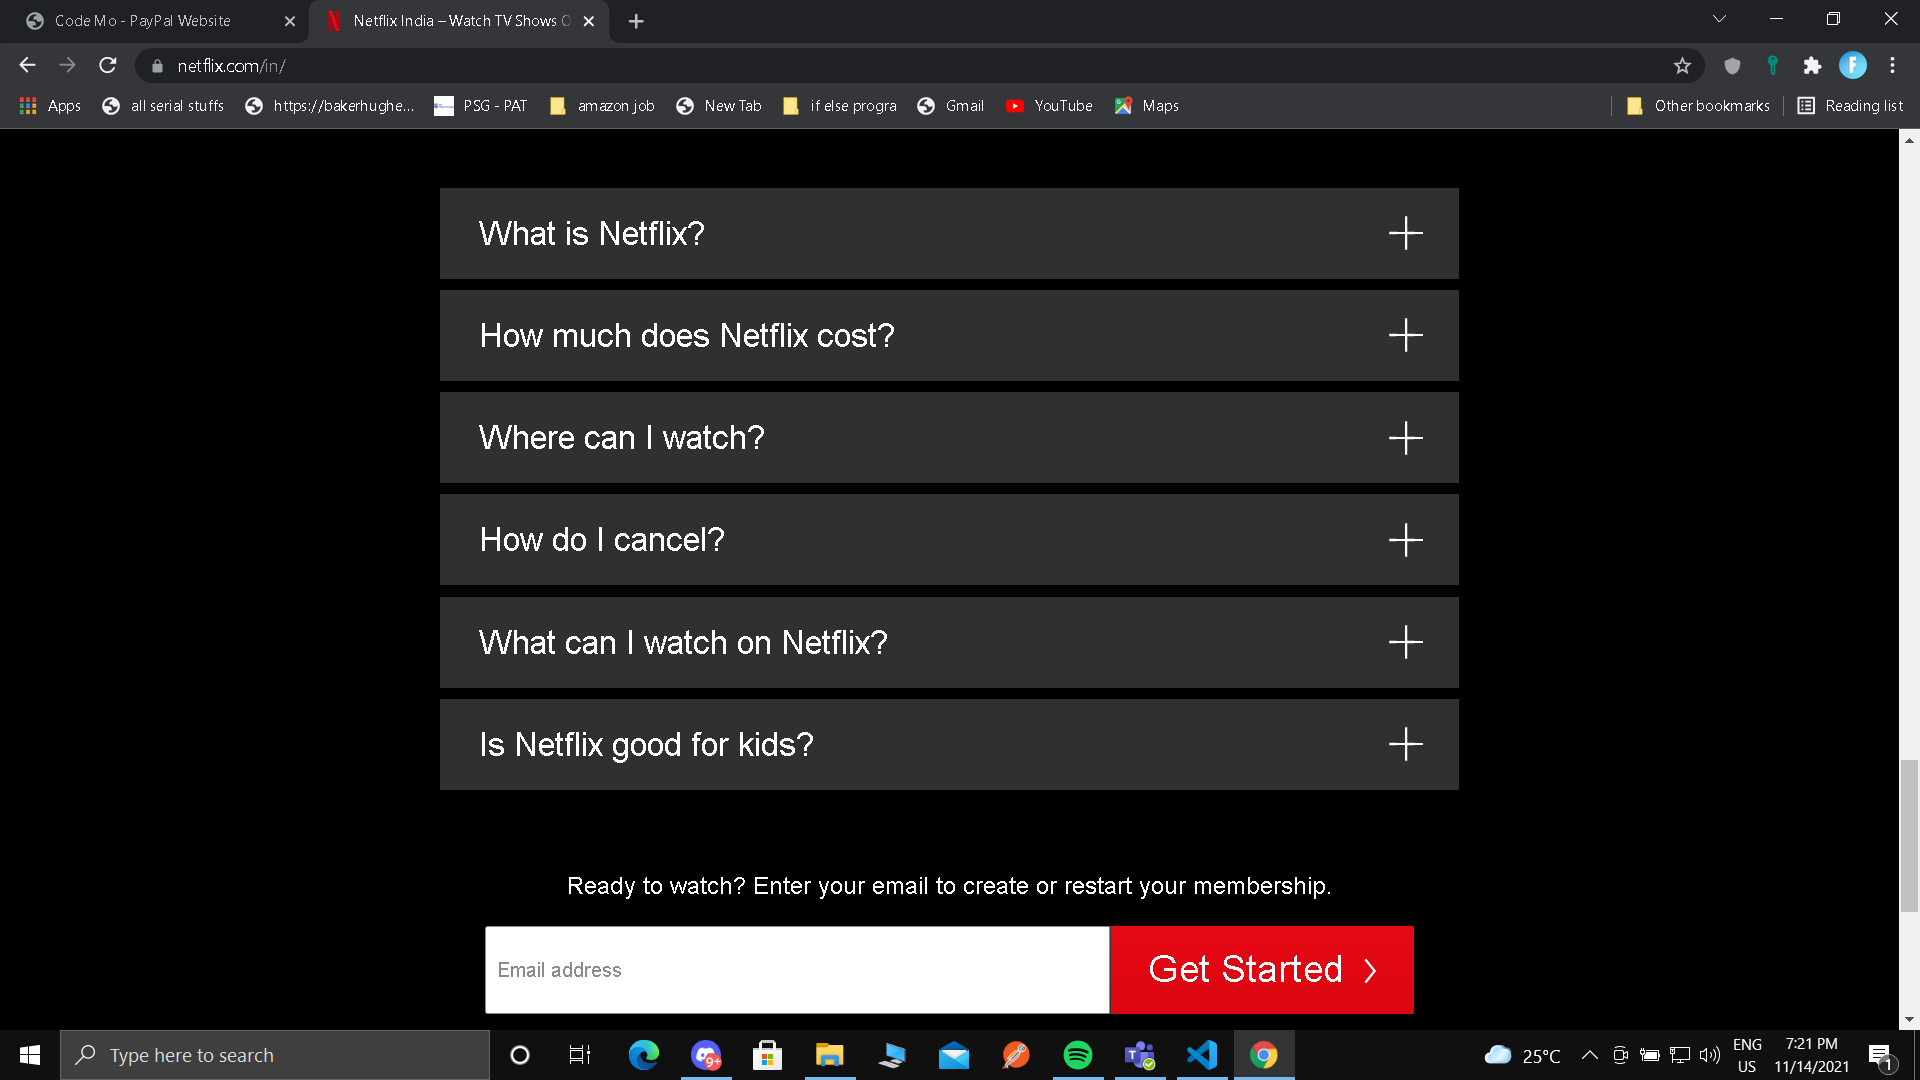 Code Mo - PayPal Website
Netflix India – Watch TV Shows O
netflix.com/in/
Apps
all serial stuffs
https://bakerhughe...
PSG - PAT
amazon job
New Tab
if else progra
Gmail
YouTube
Maps
Other bookmarks
Reading list
F
What is Netflix?
How much does Netflix cost?
Where can I watch?
How do I cancel?
What can I watch on Netflix?
Is Netflix good for kids?
Ready to watch? Enter your email to create or restart your membership.
Email address
Get Started
Type here to search
9+
25°C
ENG
US
7:21 PM
11/14/2021
1